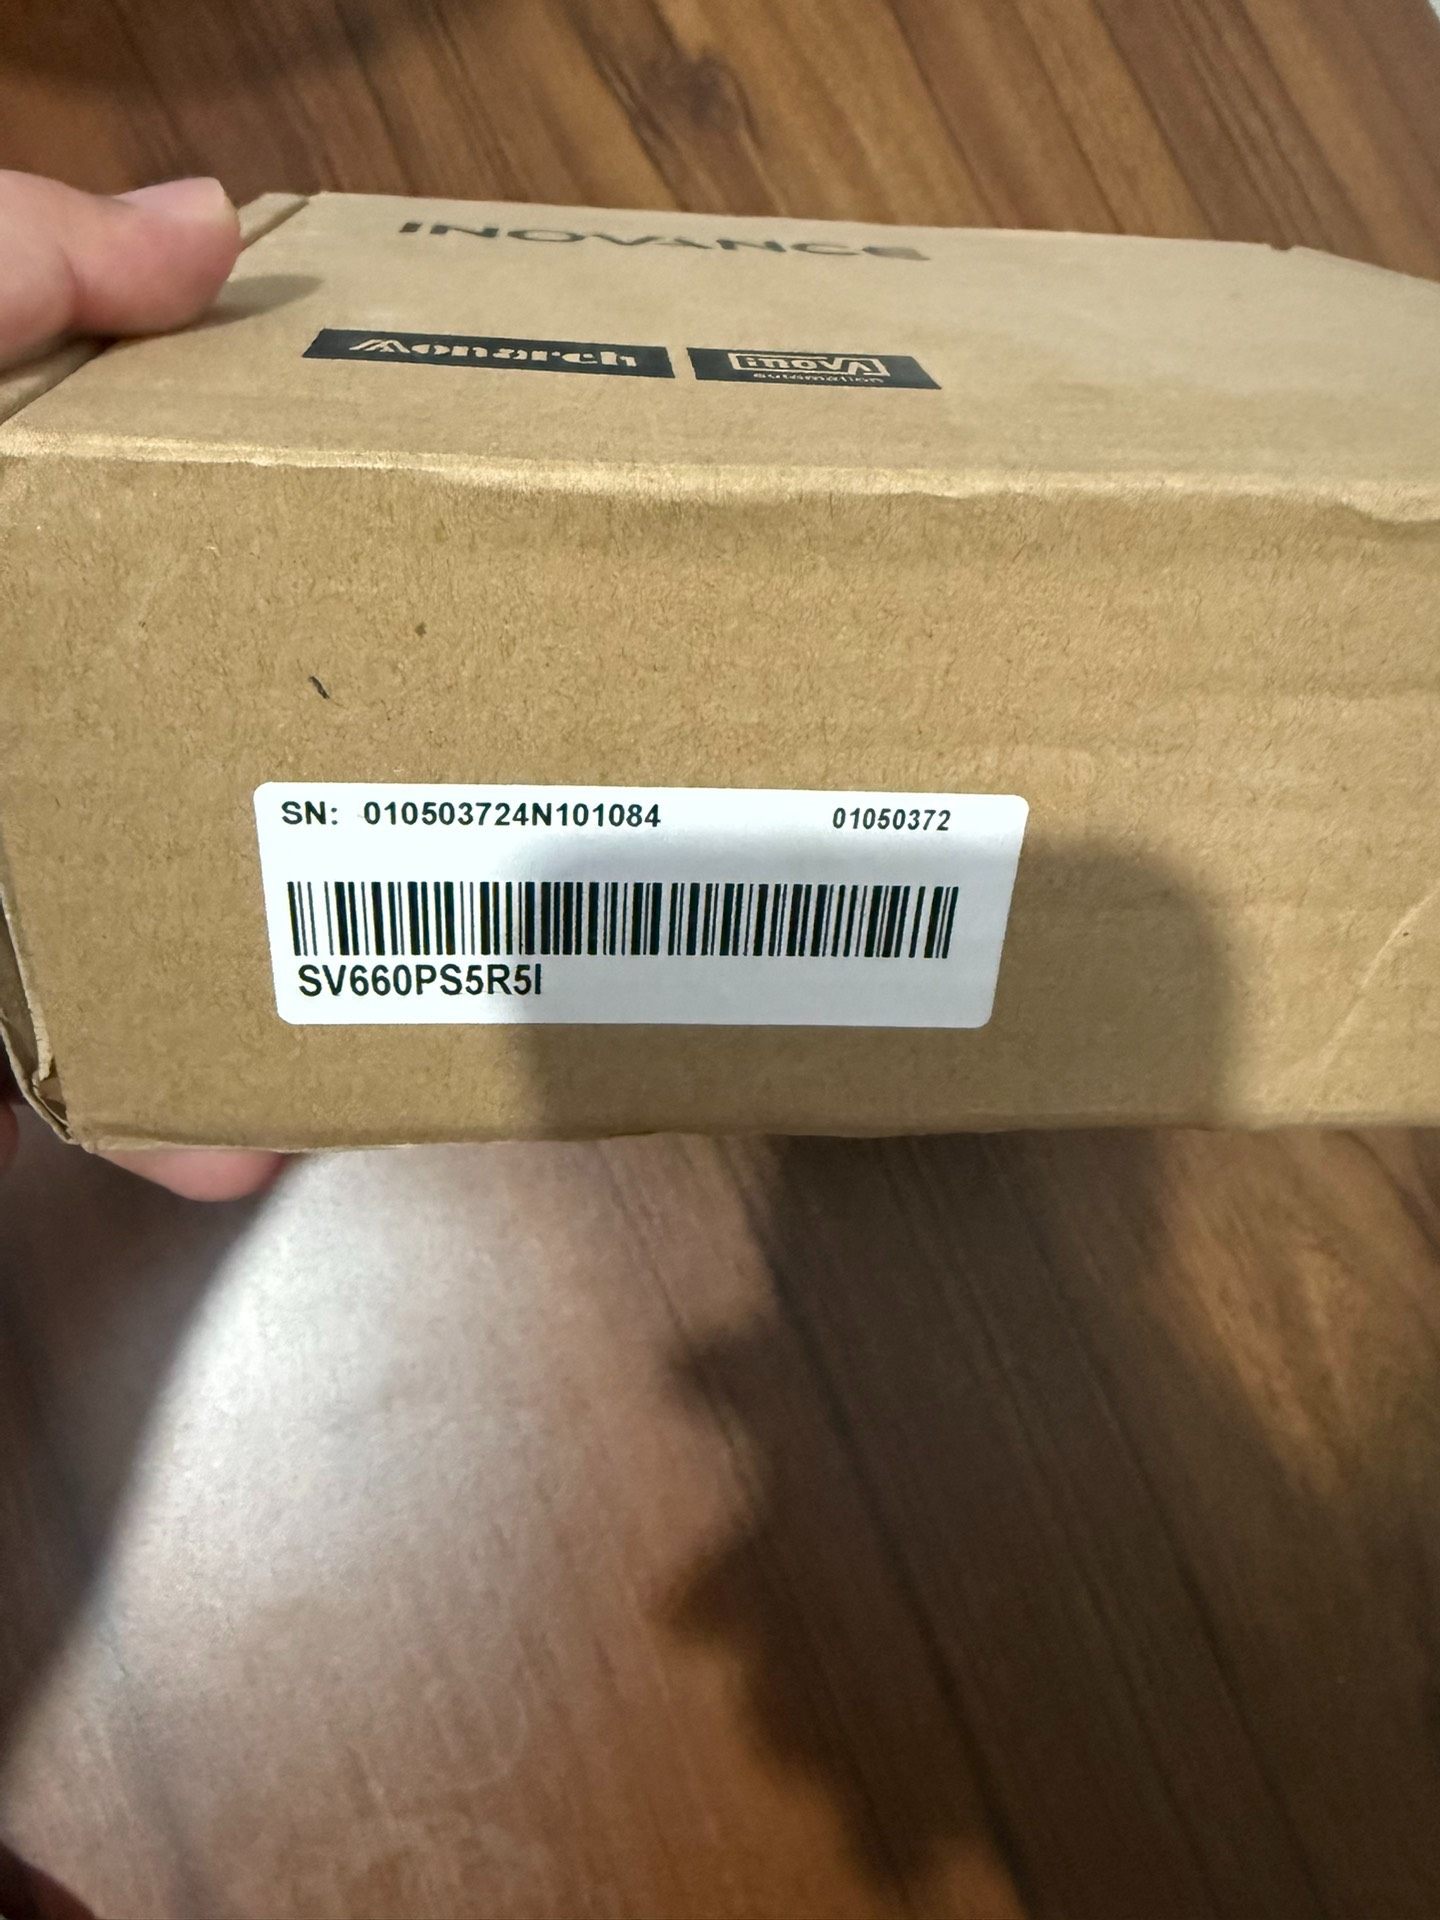 INOVANCE
Monarch
inovA
automation
SN: 010503724N101084 01050372
SV660PS5R5I